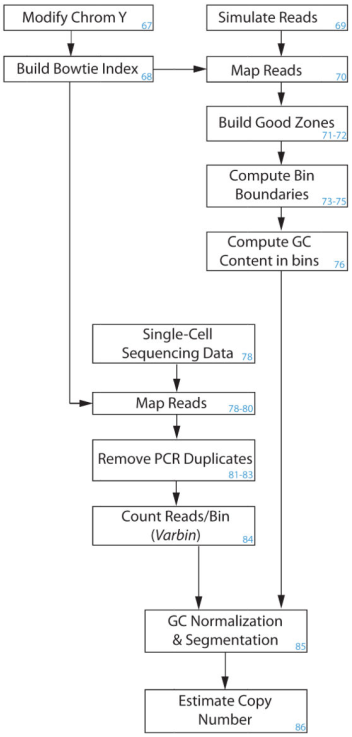 Modify Chrom Y
67
Simulate Reads
69
Build Bowtie Index
68
Map Reads
70
Build Good Zones
71-72
Compute Bin
Boundaries
73-75
Compute GC
Content in bins
76
Single-Cell
Sequencing Data
78
Map Reads
78-80
Remove PCR Duplicates
81-83
Count Reads/Bin
(Varbin)
84
GC Normalization
& Segmentation
85
Estimate Copy
Number
86